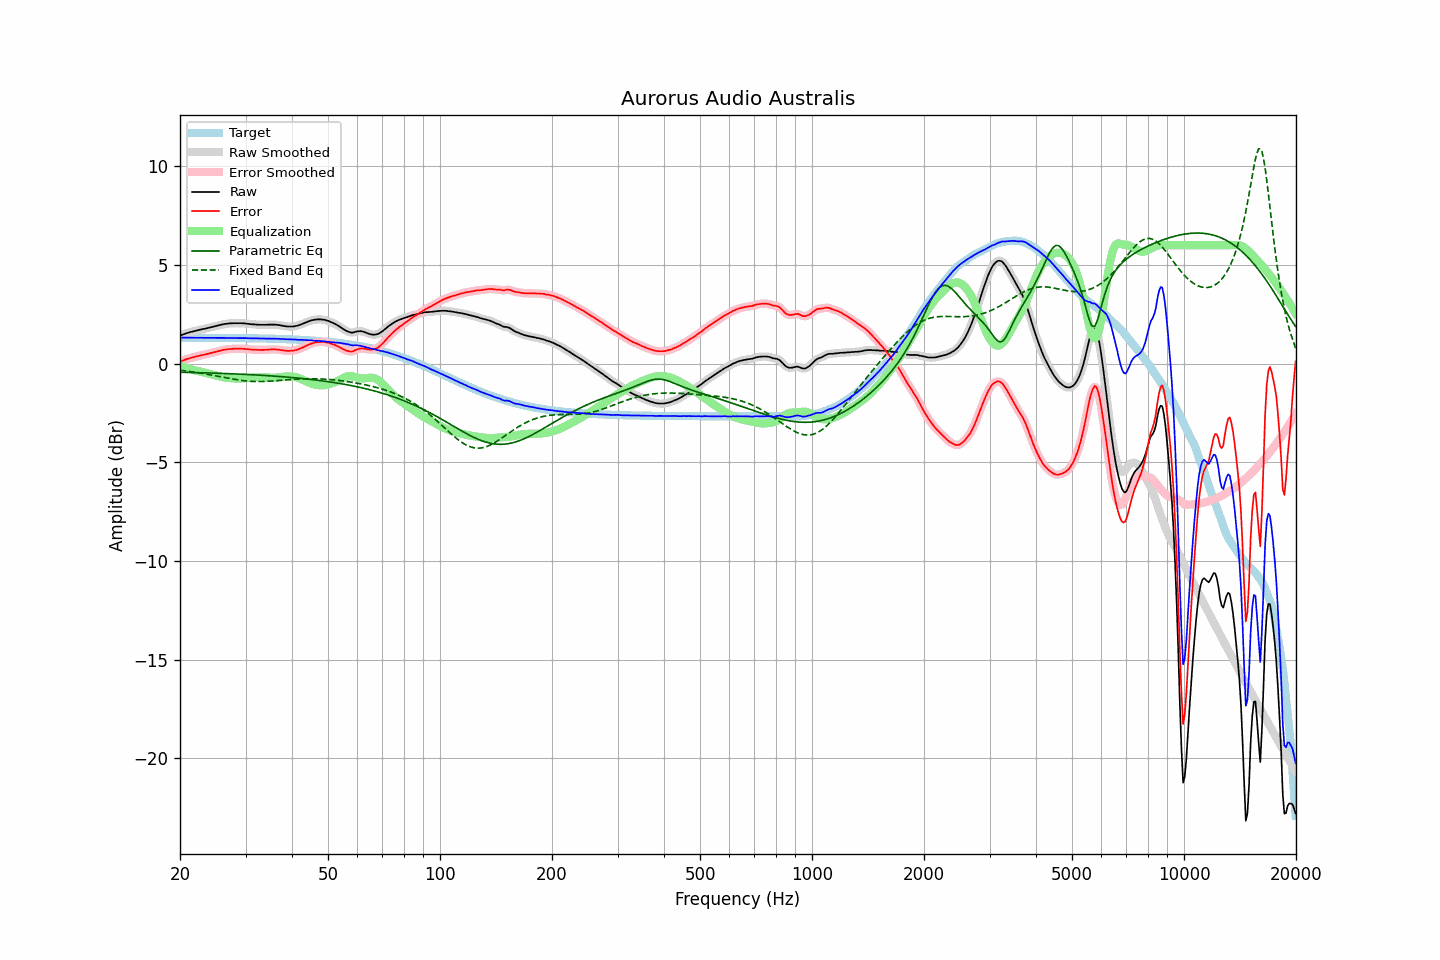 Aurorus Audio Australis
Target
Raw Smoothed
Error Smoothed
Raw
Error
Equalization
Parametric Eq
Fixed Band Eq
Equalized
10
5
0
−5
−10
−15
−20
Amplitude (dBr)
20
50
100
200
500
1000
2000
5000
10000
20000
Frequency (Hz)